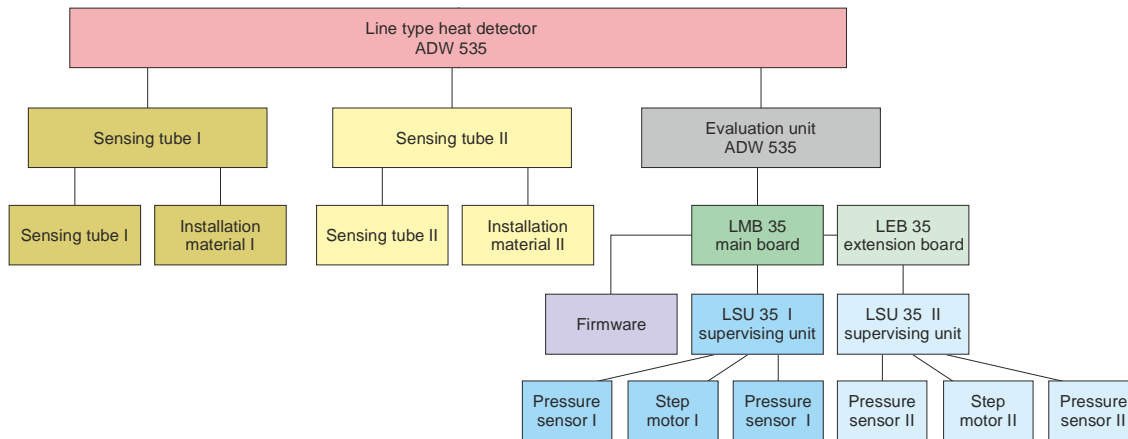 Line type heat detector
ADW 535
Sensing tube I
Sensing tube II
Evaluation unit
ADW 535
Sensing tube I
Installation
material I
Sensing tube II
Installation
material II
LMB 35
main board
LEB 35
extension board
Firmware
LSU 35 I
supervising unit
LSU 35 II
supervising unit
Pressure
sensor I
Step
motor I
Pressure
sensor I
Pressure
sensor II
Step
motor II
Pressure
sensor II